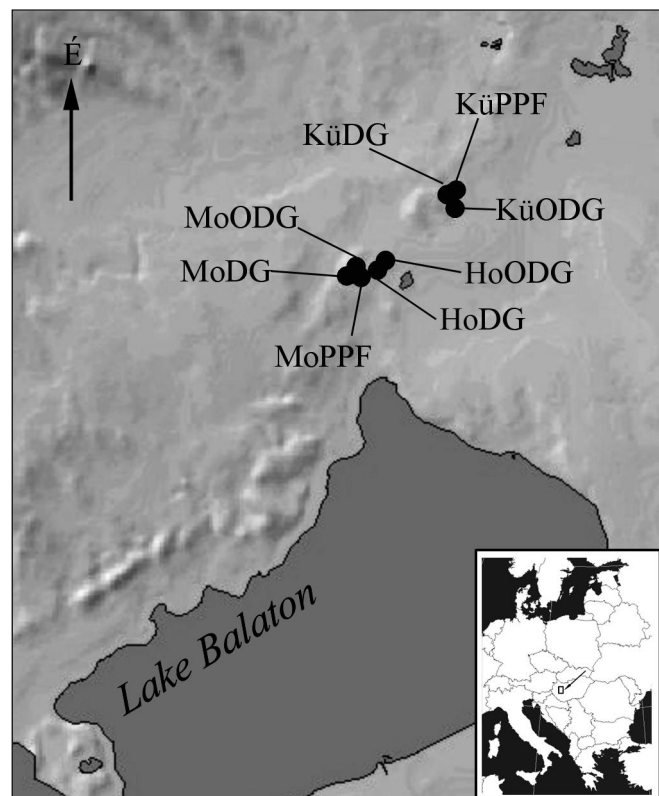 É
KüPPF
KüDG
KüODG
MoODG
MoDG
HoODG
HoDG
MoPPF
Lake Balaton